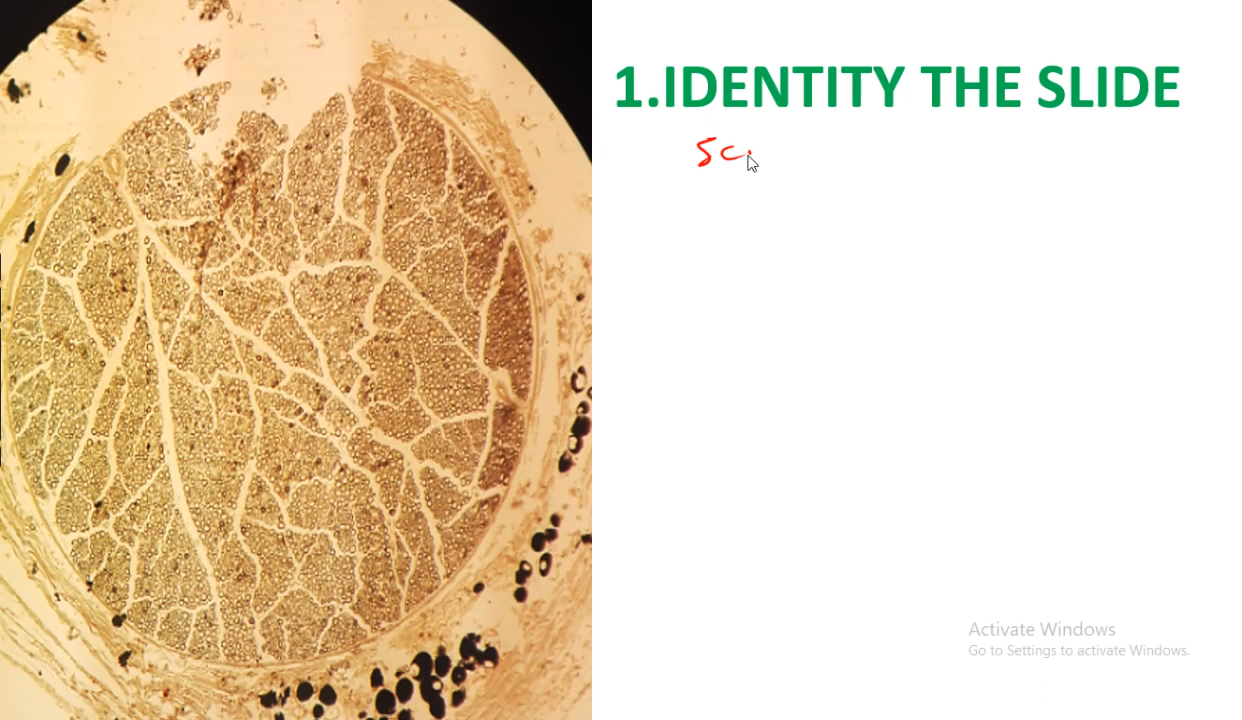 1.IDENTITY THE SLIDE
Sc
Activate Windows
Go to Settings to activate Windows.